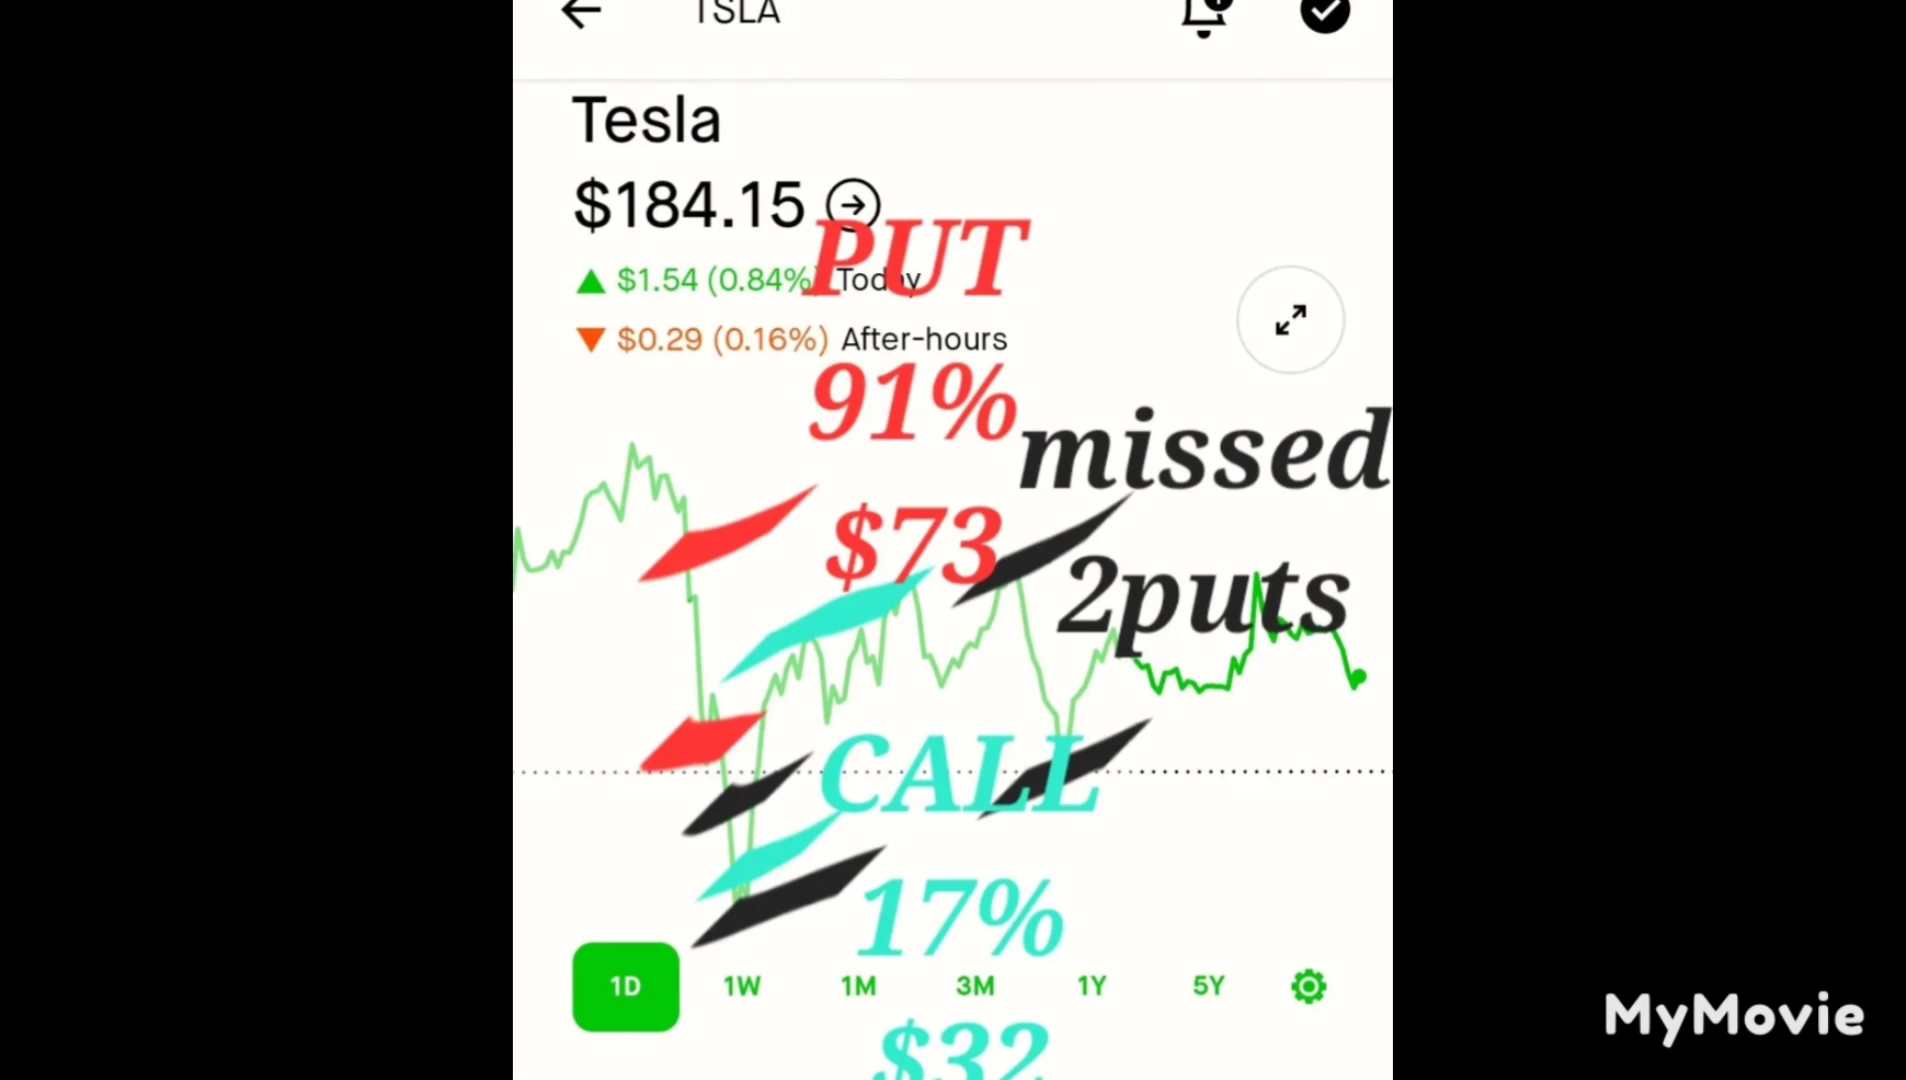 TSLA
Tesla
$184.15
PUT
$1.54 (0.84%) Today
$0.29 (0.16%) After-hours
91%
missed
$73
2puts
CALL
17%
1D 1W 1M 3M 1Y 5Y
$32
MyMovie